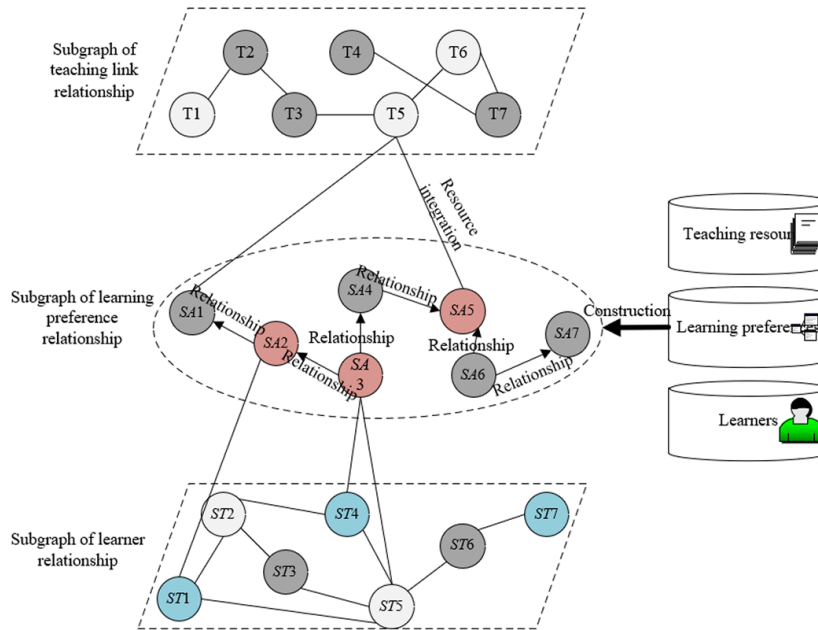 Subgraph of
teaching link
relationship
T1
T2
T3
T4
T5
T6
T7
Resource
integration
Subgraph of learning
preference
relationship
SA1
Relationship
SA2
Relationship
SA
3
Relationship
SA4
Relationship
SA5
Relationship
SA6
Relationship
SA7
Construction
Teaching resour
Learning preferences
Learners
Subgraph of learner
relationship
ST1
ST2
ST3
ST4
ST5
ST6
ST7